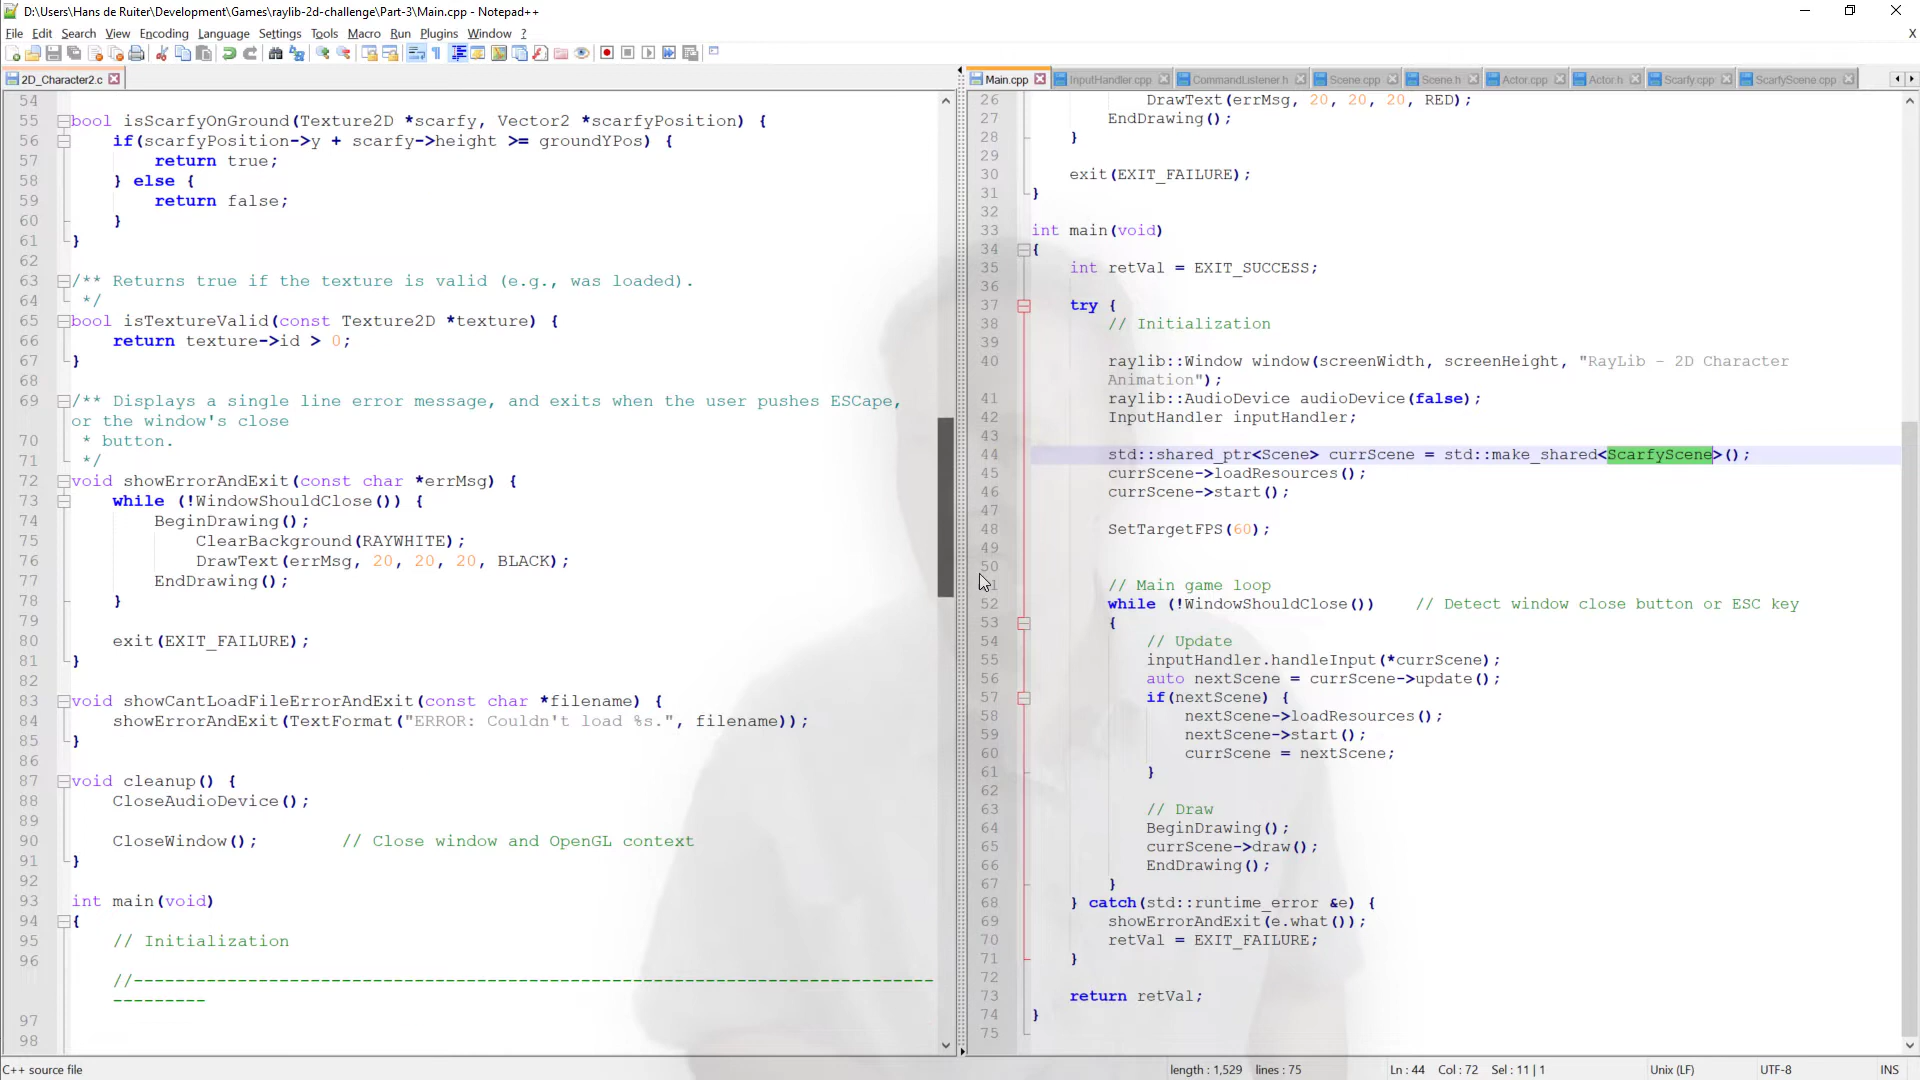 D:\Users\Hans de Ruiter\Development\Games\raylib-2d-challenge\Part-3\Main.cpp - Notepad++
File Edit Search View Encoding Language Settings Tools Macro Run Plugins Window ? X
2D_Character2.c
54
55 bool isScarfyOnGround(Texture2D *scarfy, Vector2 *scarfyPosition) {
56 if(scarfyPosition->y + scarfy->height >= groundYPos) {
57 return true;
58 } else {
59 return false;
60 }
61 }
62
63 /** Returns true if the texture is valid (e.g., was loaded).
64 */
65 bool isTextureValid(const Texture2D *texture) {
66 return texture->id > 0;
67 }
68
69 /** Displays a single line error message, and exits when the user pushes ESCape,
or the window's close
70 * button.
71 */
72 void showErrorAndExit(const char *errMsg) {
73 while (!WindowShouldClose()) {
74 BeginDrawing();
75 ClearBackground(RAYWHITE);
76 DrawText(errMsg, 20, 20, 20, BLACK);
77 EndDrawing();
78 }
79
80 exit(EXIT_FAILURE);
81 }
82
83 void showCantLoadFileErrorAndExit(const char *filename) {
84 showErrorAndExit(TextFormat("ERROR: Couldn't load %s.", filename));
85 }
86
87 void cleanup() {
88 CloseAudioDevice();
89
90 CloseWindow(); // Close window and OpenGL context
91 }
92
93 int main(void)
94 {
95 // Initialization
96
//-----------------------------------------------------------------------------
---------
97
98
Main.cpp InputHandler.cpp CommandListener.h Scene.cpp Scene.h Actor.cpp Actor.h Scarfy.cpp ScarfyScene.cpp
26 DrawText(errMsg, 20, 20, 20, RED);
27 EndDrawing();
28 }
29
30 exit(EXIT_FAILURE);
31 }
32
33 int main(void)
34 {
35 int retVal = EXIT_SUCCESS;
36
37 try {
38 // Initialization
39
40 raylib::Window window(screenWidth, screenHeight, "RayLib - 2D Character
Animation");
41 raylib::AudioDevice audioDevice(false);
42 InputHandler inputHandler;
43
44 std::shared_ptr<Scene> currScene = std::make_shared<ScarfyScene>();
45 currScene->loadResources();
46 currScene->start();
47
48 SetTargetFPS(60);
49
50
51 // Main game loop
52 while (!WindowShouldClose()) // Detect window close button or ESC key
53 {
54 // Update
55 inputHandler.handleInput(*currScene);
56 auto nextScene = currScene->update();
57 if(nextScene) {
58 nextScene->loadResources();
59 nextScene->start();
60 currScene = nextScene;
61 }
62
63 // Draw
64 BeginDrawing();
65 currScene->draw();
66 EndDrawing();
67 }
68 } catch(std::runtime_error &e) {
69 showErrorAndExit(e.what());
70 retVal = EXIT_FAILURE;
71 }
72
73 return retVal;
74 }
75
C++ source file length : 1,529 lines : 75 Ln : 44 Col : 72 Sel : 11 | 1 Unix (LF) UTF-8 INS